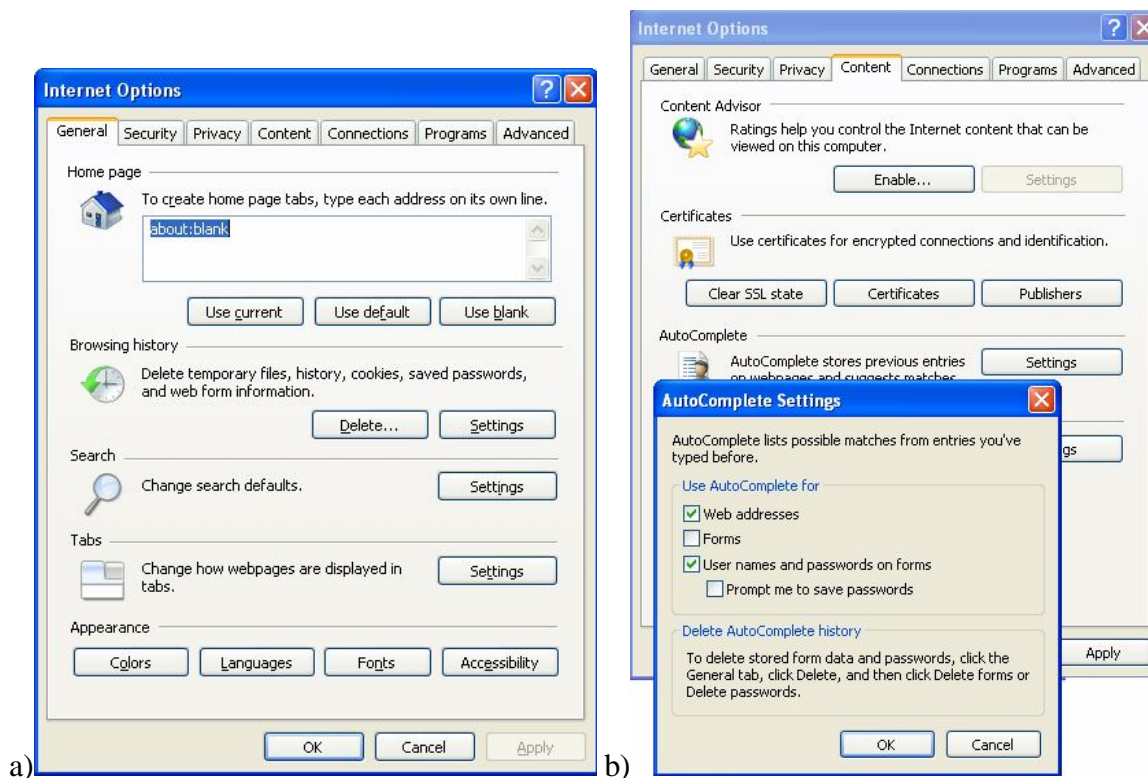 Internet Options
General Security Privacy Content Connections Programs Advanced
Home page
To create home page tabs, type each address on its own line.
about:blank
Use current Use default Use blank
Browsing history
Delete temporary files, history, cookies, saved passwords,
and web form information.
Delete... Settings
Search
Change search defaults.
Settings
Tabs
Change how webpages are displayed in
tabs.
Settings
Appearance
Colors Languages Fonts Accessibility
OK Cancel Apply
a)
Internet Options
General Security Privacy Content Connections Programs Advanced
Content Advisor
Ratings help you control the Internet content that can be
viewed on this computer.
Enable... Settings
Certificates
Use certificates for encrypted connections and identification.
Clear SSL state Certificates Publishers
AutoComplete
AutoComplete stores previous entries
on webpages and suggests matches
Settings
gs
Apply
AutoComplete Settings
AutoComplete lists possible matches from entries you've
typed before.
Use AutoComplete for
Web addresses
Forms
User names and passwords on forms
Prompt me to save passwords
Delete AutoComplete history
To delete stored form data and passwords, click the
General tab, click Delete, and then click Delete forms or
Delete passwords.
OK Cancel
b)